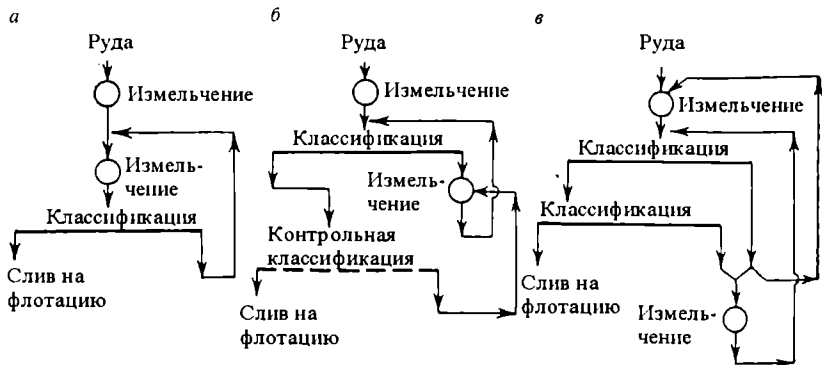 а
Руда
Измельчение
Измель-
чение
Классификация
Слив на
флотацию
б
Руда
Измельчение
Классификация
Измель-
чение
Контрольная
классификация
Слив на
флотацию
в
Руда
Измельчение
Классификация
Классификация
Слив на
флотацию
Измель-
чение